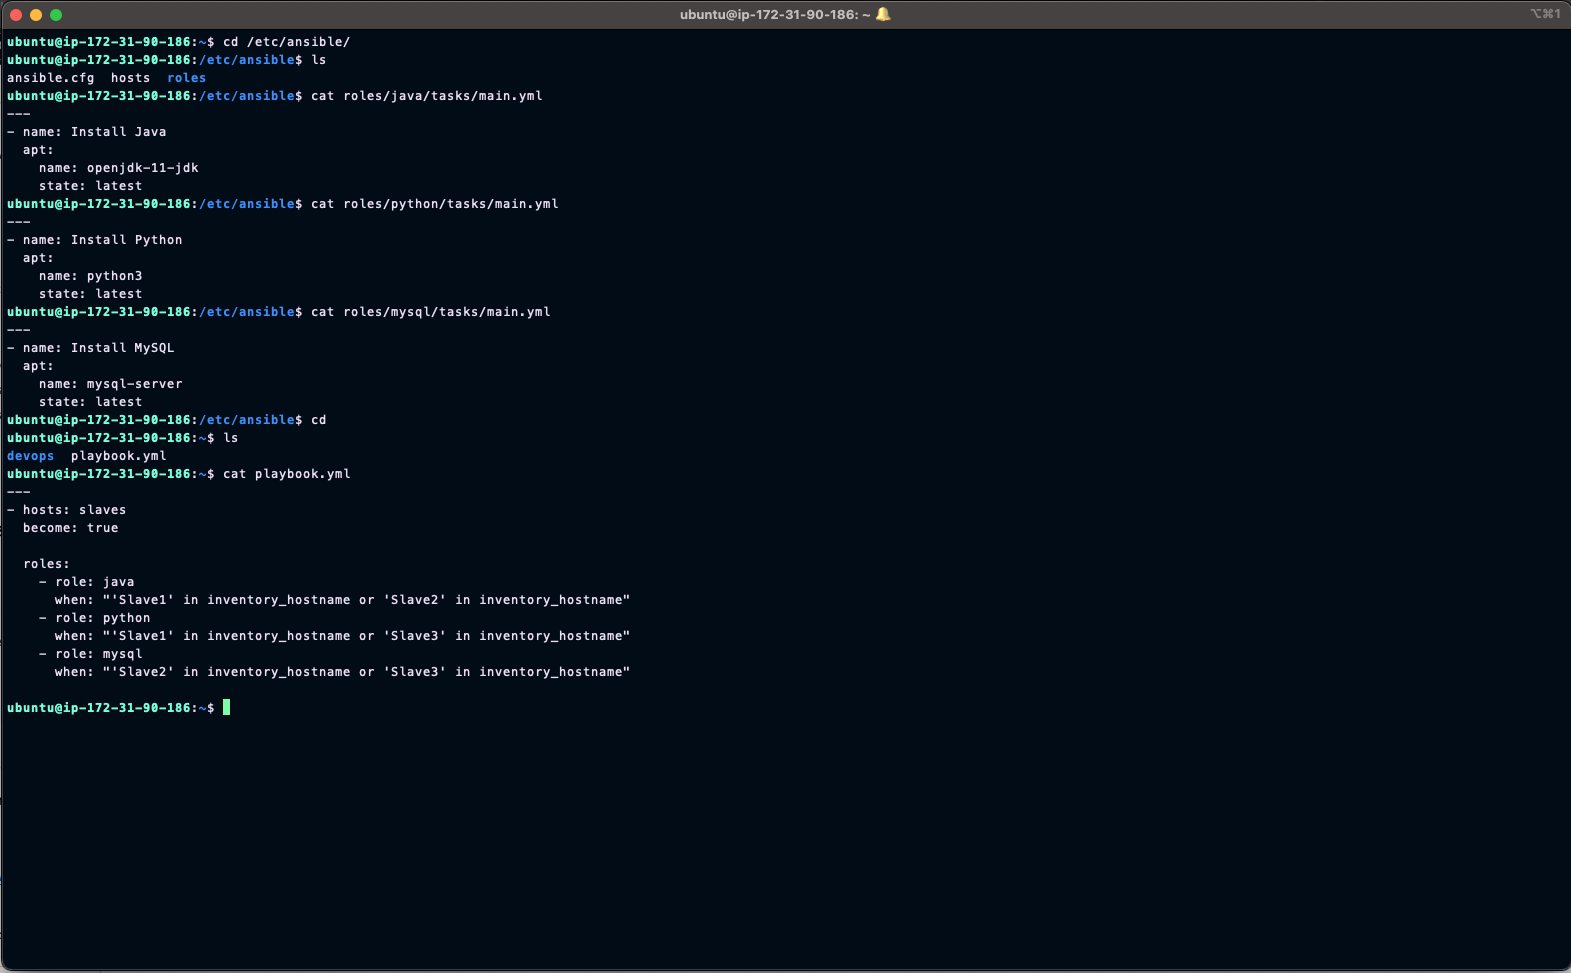 ubuntu@ip-172-31-90-186: ~ 🔔
⌥⌘1
ubuntu@ip-172-31-90-186:~$ cd /etc/ansible/
ubuntu@ip-172-31-90-186:/etc/ansible$ ls
ansible.cfg  hosts  roles
ubuntu@ip-172-31-90-186:/etc/ansible$ cat roles/java/tasks/main.yml
---
- name: Install Java
  apt:
    name: openjdk-11-jdk
    state: latest
ubuntu@ip-172-31-90-186:/etc/ansible$ cat roles/python/tasks/main.yml
---
- name: Install Python
  apt:
    name: python3
    state: latest
ubuntu@ip-172-31-90-186:/etc/ansible$ cat roles/mysql/tasks/main.yml
---
- name: Install MySQL
  apt:
    name: mysql-server
    state: latest
ubuntu@ip-172-31-90-186:/etc/ansible$ cd
ubuntu@ip-172-31-90-186:~$ ls
devops  playbook.yml
ubuntu@ip-172-31-90-186:~$ cat playbook.yml
---
- hosts: slaves
  become: true

  roles:
    - role: java
      when: "'Slave1' in inventory_hostname or 'Slave2' in inventory_hostname"
    - role: python
      when: "'Slave1' in inventory_hostname or 'Slave3' in inventory_hostname"
    - role: mysql
      when: "'Slave2' in inventory_hostname or 'Slave3' in inventory_hostname"

ubuntu@ip-172-31-90-186:~$